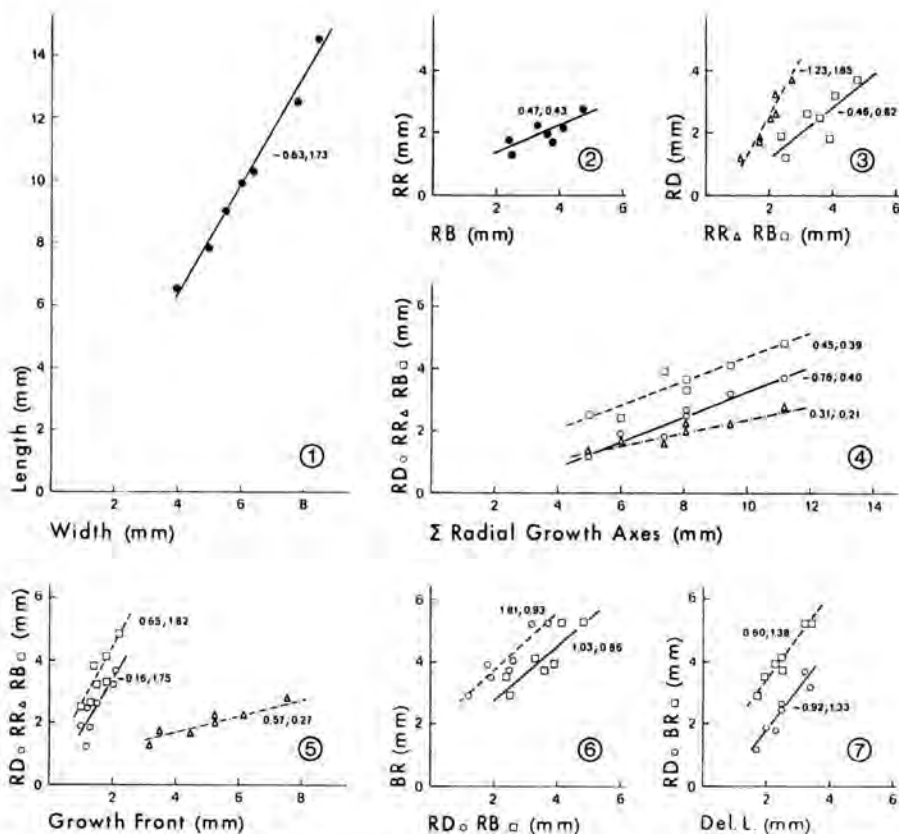 14
12
10
8
6
4
2
0
Length (mm)
-0.63, 1.73
①
2 4 6 8
Width (mm)
4
2
0
RR (mm)
0.47, 0.43
②
2 4 6
RB (mm)
.4
2
0
RD (mm)
-1.23, 1.85
-0.46, 0.82
③
2 4 6
RR△ RB□ (mm)
6
4
2
0
RD○ RR△ RB□ (mm)
0.45, 0.39
-0.76, 0.40
0.31, 0.21
④
2 4 6 8 10 12 14
Σ Radial Growth Axes (mm)
6
4
2
0
RD○ RR△ RB□ (mm)
0.65, 1.82
-0.16, 1.75
0.57, 0.27
⑤
2 4 6 8
Growth Front (mm)
6
4
2
0
BR (mm)
1.81, 0.93
1.03, 0.86
⑥
2 4 6
RD○ RB□ (mm)
6
4
2
0
RD○ BR□ (mm)
0.60, 1.38
-0.92, 1.33
⑦
2 4 6
Del. L. (mm)